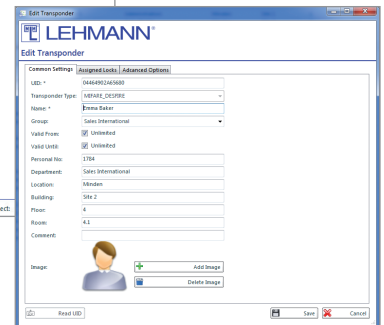 Edit Transponder
LEHMANN®
Edit Transponder
Common Settings Assigned Locks Advanced Options
UID: * 04464902A65680
Transponder Type: MIFARE_DESFIRE
Name: * Emma Baker
Group: Sales International
Valid From: Unlimited
Valid Until: Unlimited
Personal No: 1784
Department: Sales International
Location: Minden
Building: Site 2
ect:
Floor: 4
Room: 4.1
Comment:
Image: Add Image
Delete Image
Read UID Save Cancel